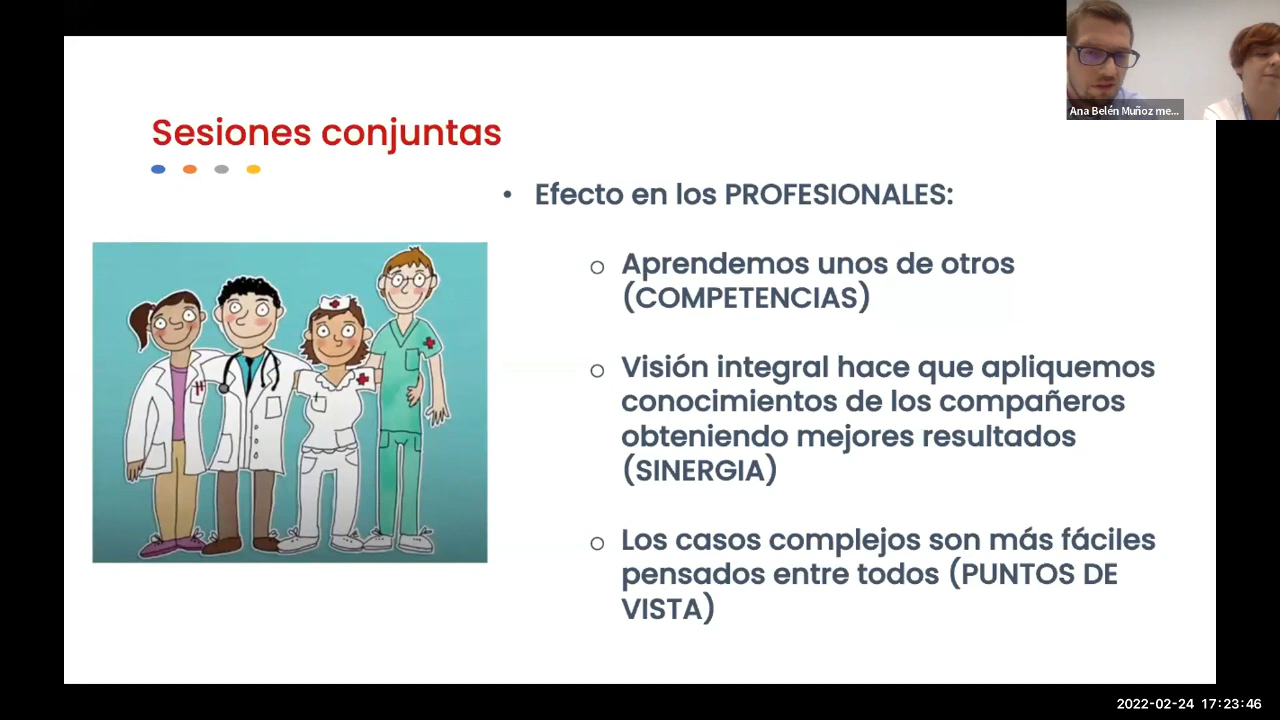 Ana Belén Muñoz me...
Sesiones conjuntas
• Efecto en los PROFESIONALES:
o Aprendemos unos de otros
(COMPETENCIAS)
o Visión integral hace que apliquemos
conocimientos de los compañeros
obteniendo mejores resultados
(SINERGIA)
o Los casos complejos son más fáciles
pensados entre todos (PUNTOS DE
VISTA)
2022-02-24 17:23:46